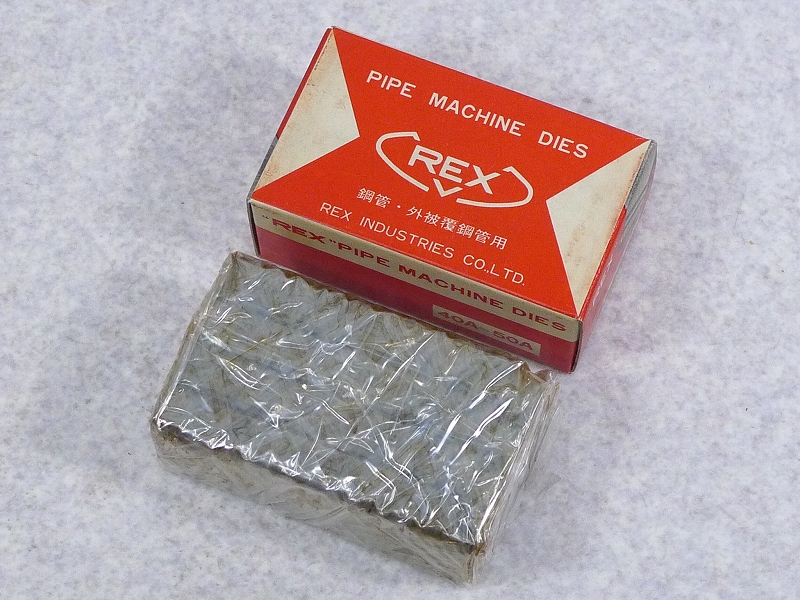 PIPE MACHINE DIES
REX
鋼管・外被覆鋼管用
REX INDUSTRIES CO.,LTD.
"REX" PIPE MACHINE DIES
40A~50A